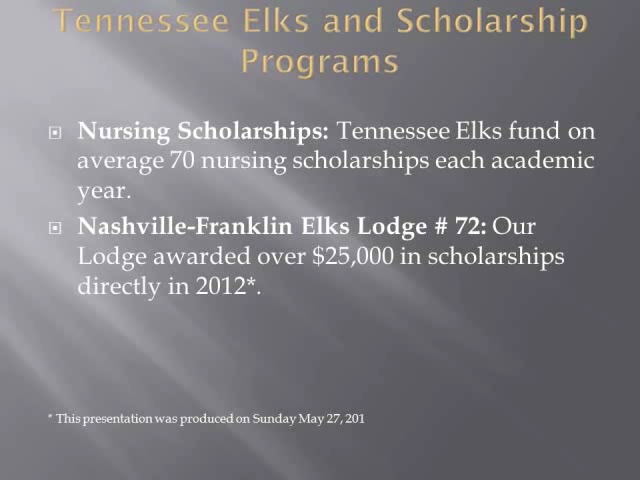 Tennessee Elks and Scholarship
Programs
Nursing Scholarships: Tennessee Elks fund on
average 70 nursing scholarships each academic
year.
Nashville-Franklin Elks Lodge # 72: Our
Lodge awarded over $25,000 in scholarships
directly in 2012*.
* This presentation was produced on Sunday May 27, 201